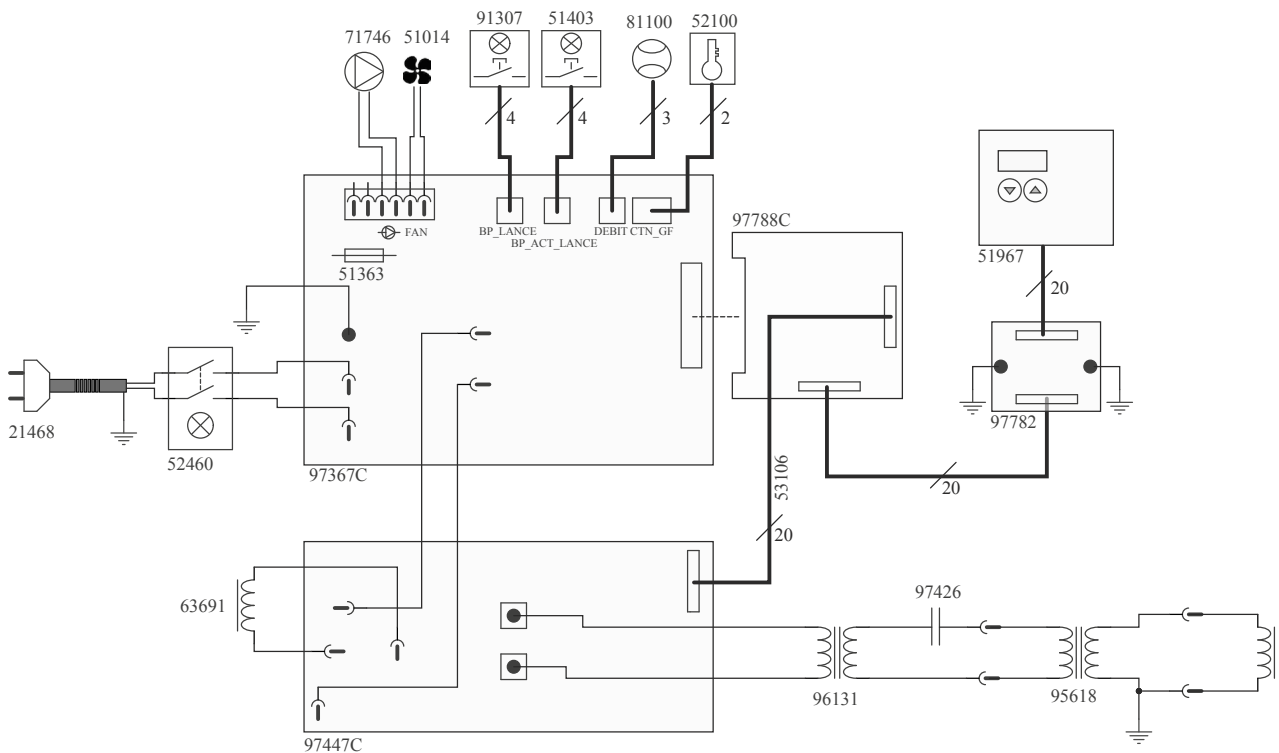 91307 51403 81100 52100
71746 51014
4 4 3 2
97788C
BP_LANCE DEBIT CTN_GF
FAN BP_ACT_LANCE
51363
51967
20
21468
52460
97367C
97782
53106
20
20
63691
97426
96131
95618
97447C